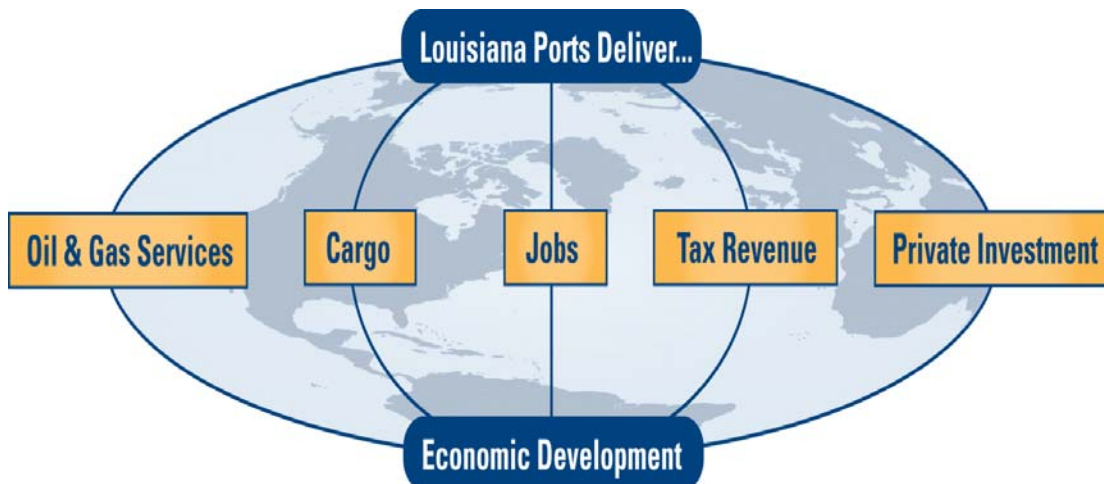 Louisiana Ports Deliver...
Oil & Gas Services
Cargo
Jobs
Tax Revenue
Private Investment
Economic Development